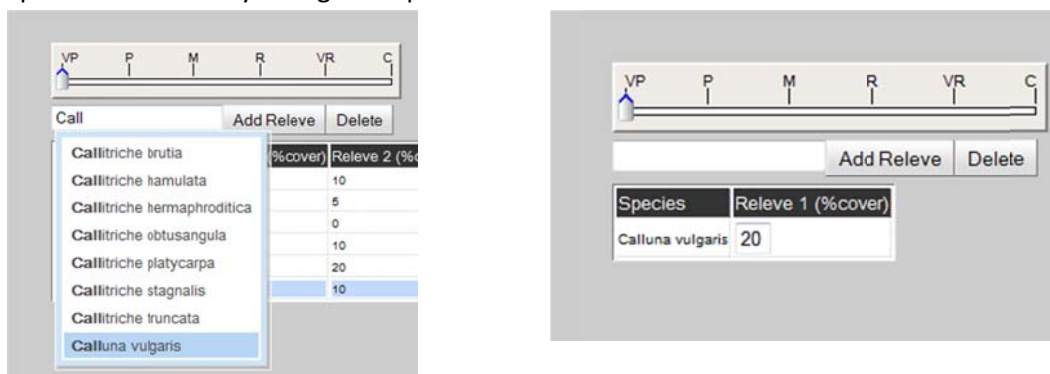 VP P M R VR C
Call Add Releve Delete
%cover) Releve 2 (%c
10
5
0
10
20
10
Callitriche brutia
Callitriche hamulata
Callitriche hermaphroditica
Callitriche obtusangula
Callitriche platycarpa
Callitriche stagnalis
Callitriche truncata
Calluna vulgaris
VP P M R VR C
Add Releve Delete
Species Releve 1 (%cover)
Calluna vulgaris 20